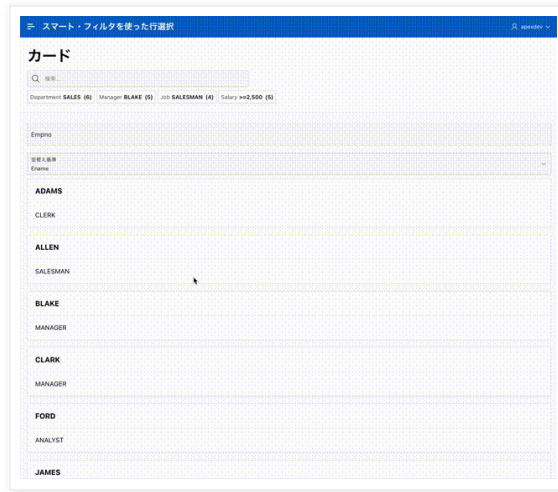 スマート・フィルタを使った行選択
apexdev
カード
検索...
Department SALES (6) Manager BLAKE (5) Job SALESMAN (4) Salary >=2,500 (5)
Empno
並替え基準
Ename
ADAMS
CLERK
ALLEN
SALESMAN
BLAKE
MANAGER
CLARK
MANAGER
FORD
ANALYST
JAMES